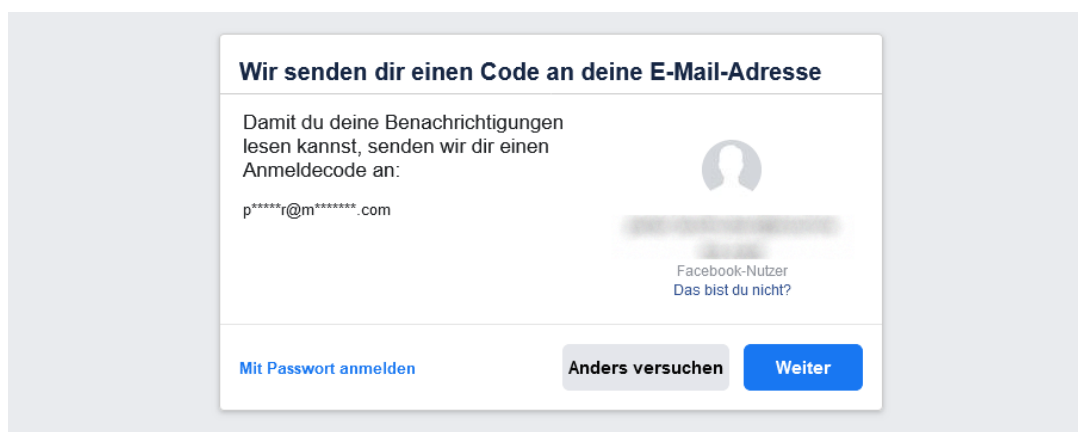 Wir senden dir einen Code an deine E-Mail-Adresse
Damit du deine Benachrichtigungen
lesen kannst, senden wir dir einen
Anmeldecode an:
p*****r@m*******.com
Facebook-Nutzer
Das bist du nicht?
Mit Passwort anmelden
Anders versuchen
Weiter